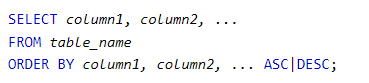 SELECT column1, column2, ...
FROM table_name
ORDER BY column1, column2, ... ASC|DESC;